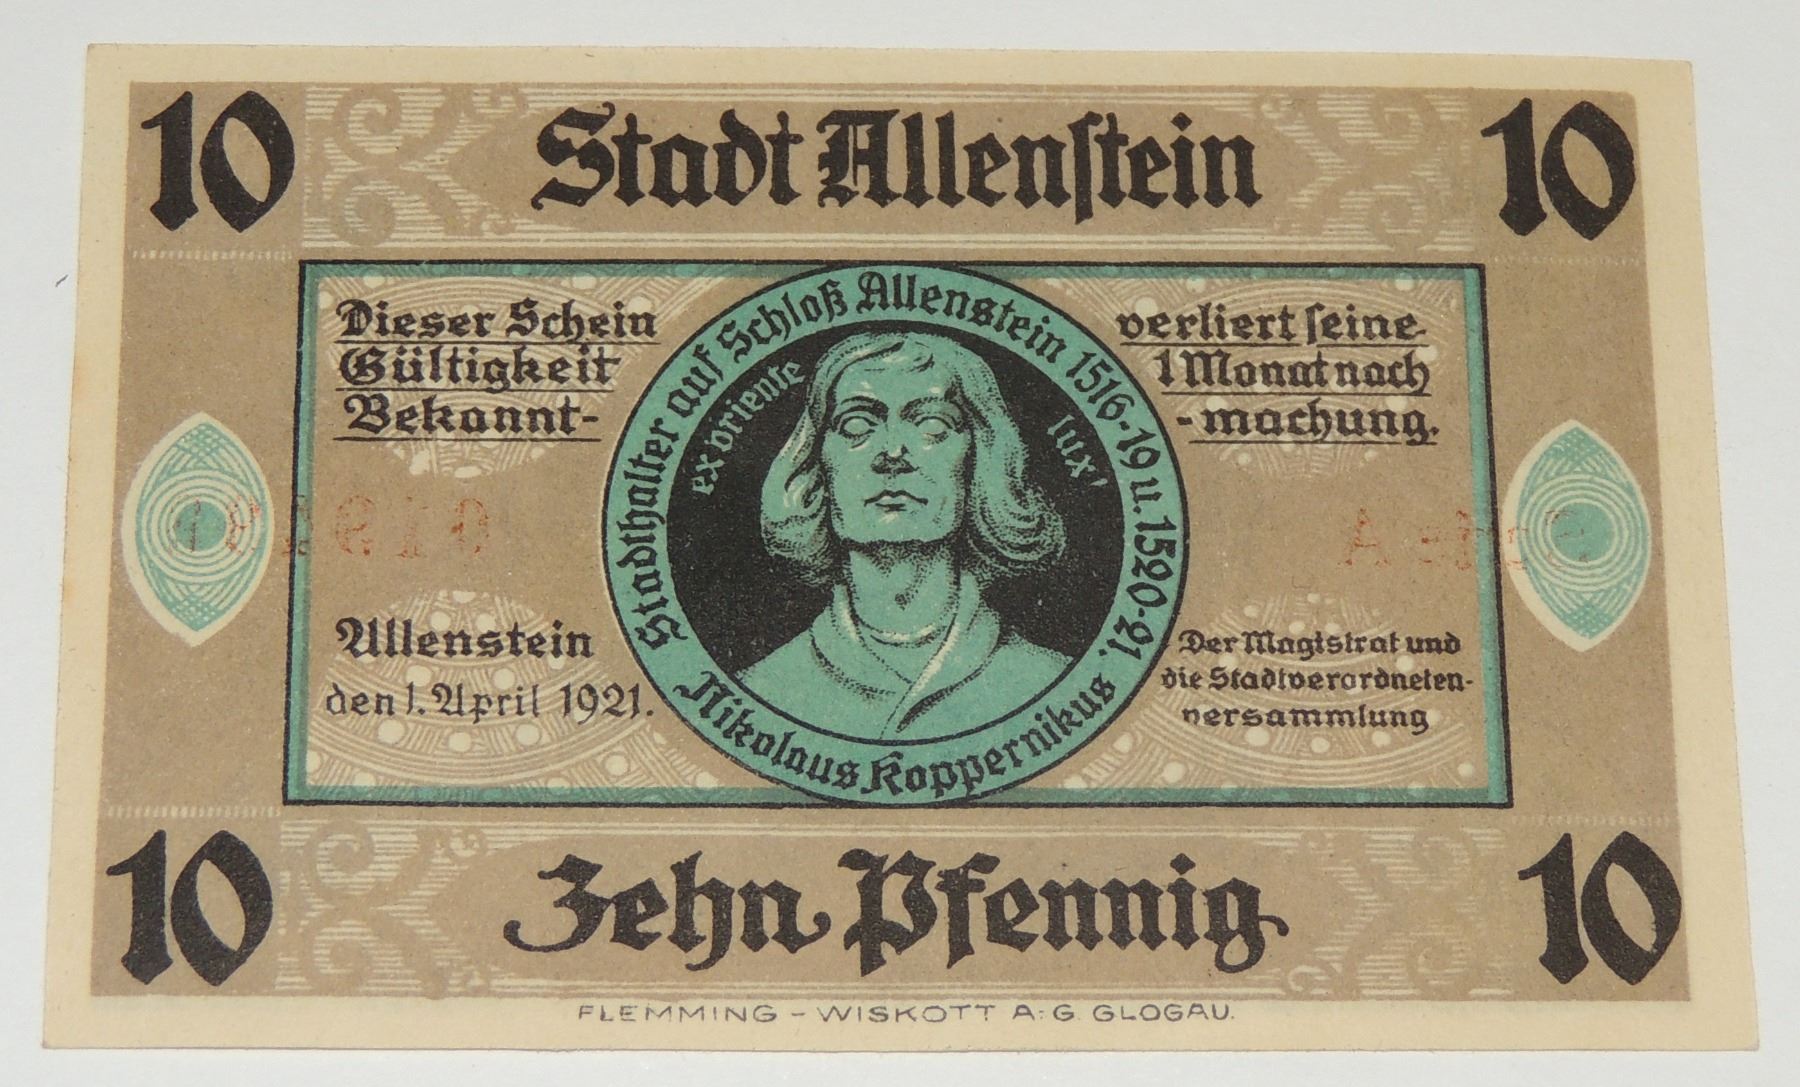 10 Stadt Allenstein 10
Dieser Schein verliert seine
Gültigkeit 1 Monat nach
Bekannt- -machung.
Stadthalter auf Schloß Allenstein 1516-19 u. 1520-21.
ex oriente lux'
Nikolaus Koppernikus.
Allenstein
den 1. April 1921.
Der Magistrat und
die Stadtverordneten-
versammlung
10 Zehn Pfennig 10
FLEMMING - WISKOTT A:G. GLOGAU.